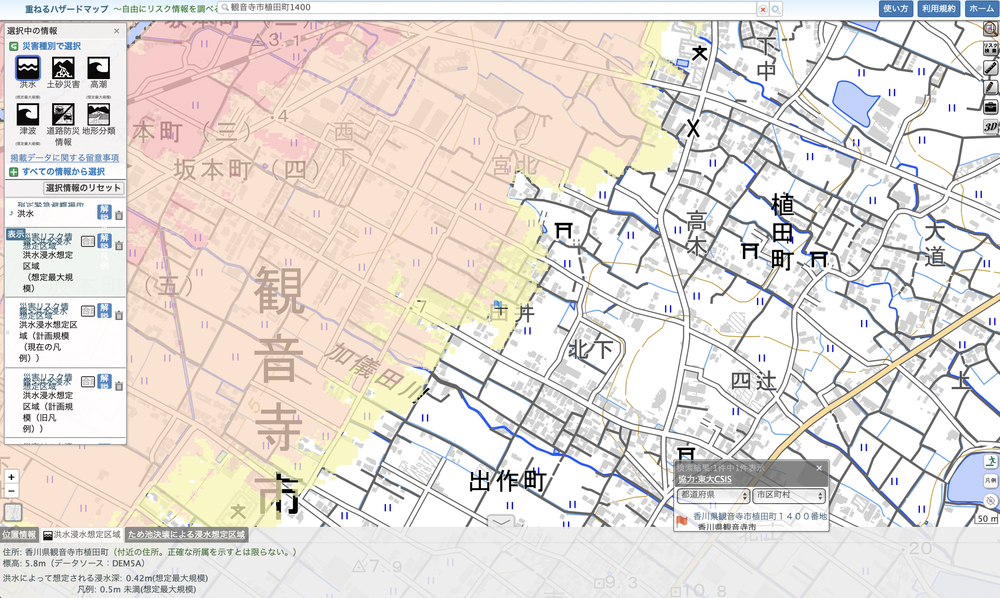 重ねるハザードマップ ～自由にリスク情報を調べる
観音寺市植田町1400
使い方
利用規約
ホーム
選択中の情報
災害種別で選択
洪水
(想定最大規模)
土砂災害
高潮
(想定最大規模)
津波
(想定最大規模)
道路防災
情報
地形分類
掲載データに関する留意事項
すべての情報から選択
選択情報のリセット
指定緊急避難場所
洪水
解説
表示
災害リスク情
報>洪水浸水
想定区域
解説
凡例
洪水浸水想定
区域
（想定最大規
模）
災害リスク情
報>洪水浸水
想定区域
解説
洪水浸水想定区
域（計画規模
（現在の凡
例））
災害リスク情
報>洪水浸水
想定区域
解説
洪水浸水想定
区域（計画規
模（旧凡
例））
リスク
検索
3D
凡例
50 m
3.1
下中
4
西下
本町（三）
坂本町（四）
宮北
植田町
高木
大道
（五）
観音寺市
7
田井
北下
加儀田川
四辻
上
5
出作町
検索結果:1件中1件表示
協力:東大CSIS
都道府県
市区町村
香川県観音寺市植田町１４００番地
香川県観音寺市
北土
位置情報
洪水浸水想定区域
ため池決壊による浸水想定区域
住所: 香川県観音寺市植田町（付近の住所。正確な所属を示すとは限らない。）
標高: 5.8m（データソース：DEM5A）
洪水によって想定される浸水深: 0.42m(想定最大規模)
凡例: 0.5m 未満(想定最大規模)
7.9
9.3
10.8
20